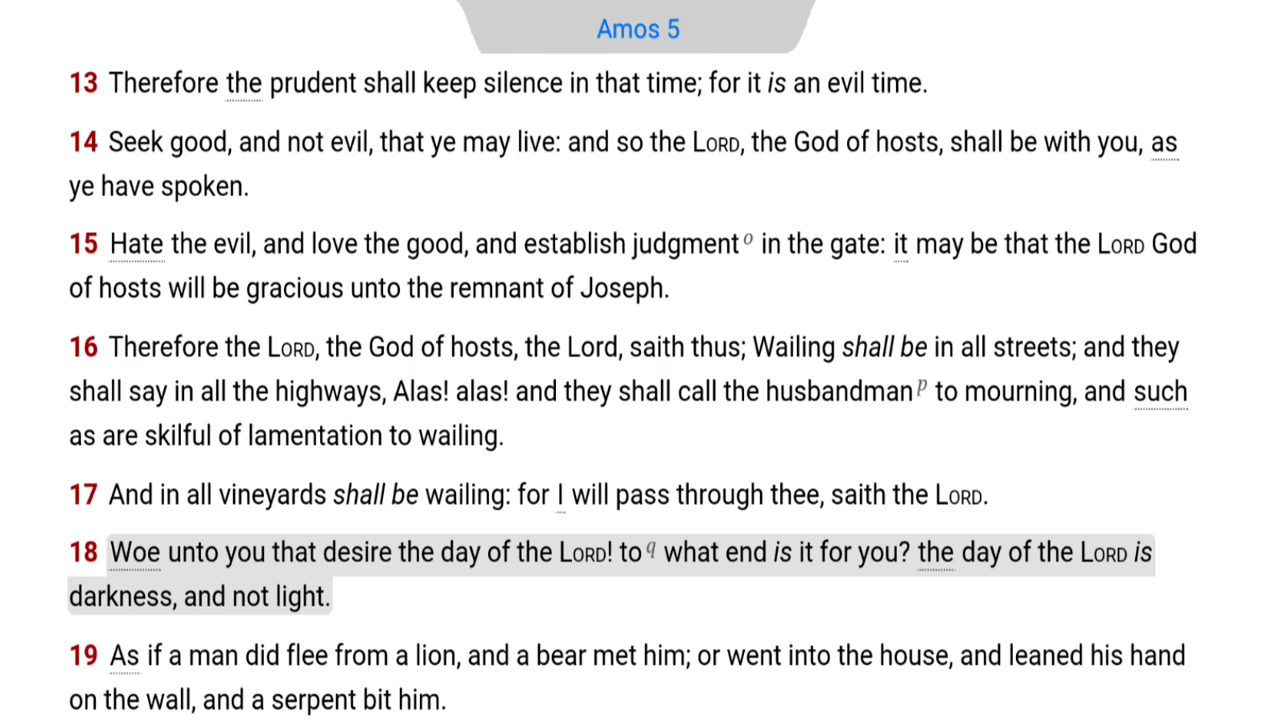 Amos 5
13 Therefore the prudent shall keep silence in that time; for it is an evil time.
14 Seek good, and not evil, that ye may live: and so the LORD, the God of hosts, shall be with you, as
ye have spoken.
15 Hate the evil, and love the good, and establish judgment o in the gate: it may be that the LORD God
of hosts will be gracious unto the remnant of Joseph.
16 Therefore the LORD, the God of hosts, the Lord, saith thus; Wailing shall be in all streets; and they
shall say in all the highways, Alas! alas! and they shall call the husbandman p to mourning, and such
as are skilful of lamentation to wailing.
17 And in all vineyards shall be wailing: for I will pass through thee, saith the LORD.
18 Woe unto you that desire the day of the LORD! to q what end is it for you? the day of the LORD is
darkness, and not light.
19 As if a man did flee from a lion, and a bear met him; or went into the house, and leaned his hand
on the wall, and a serpent bit him.